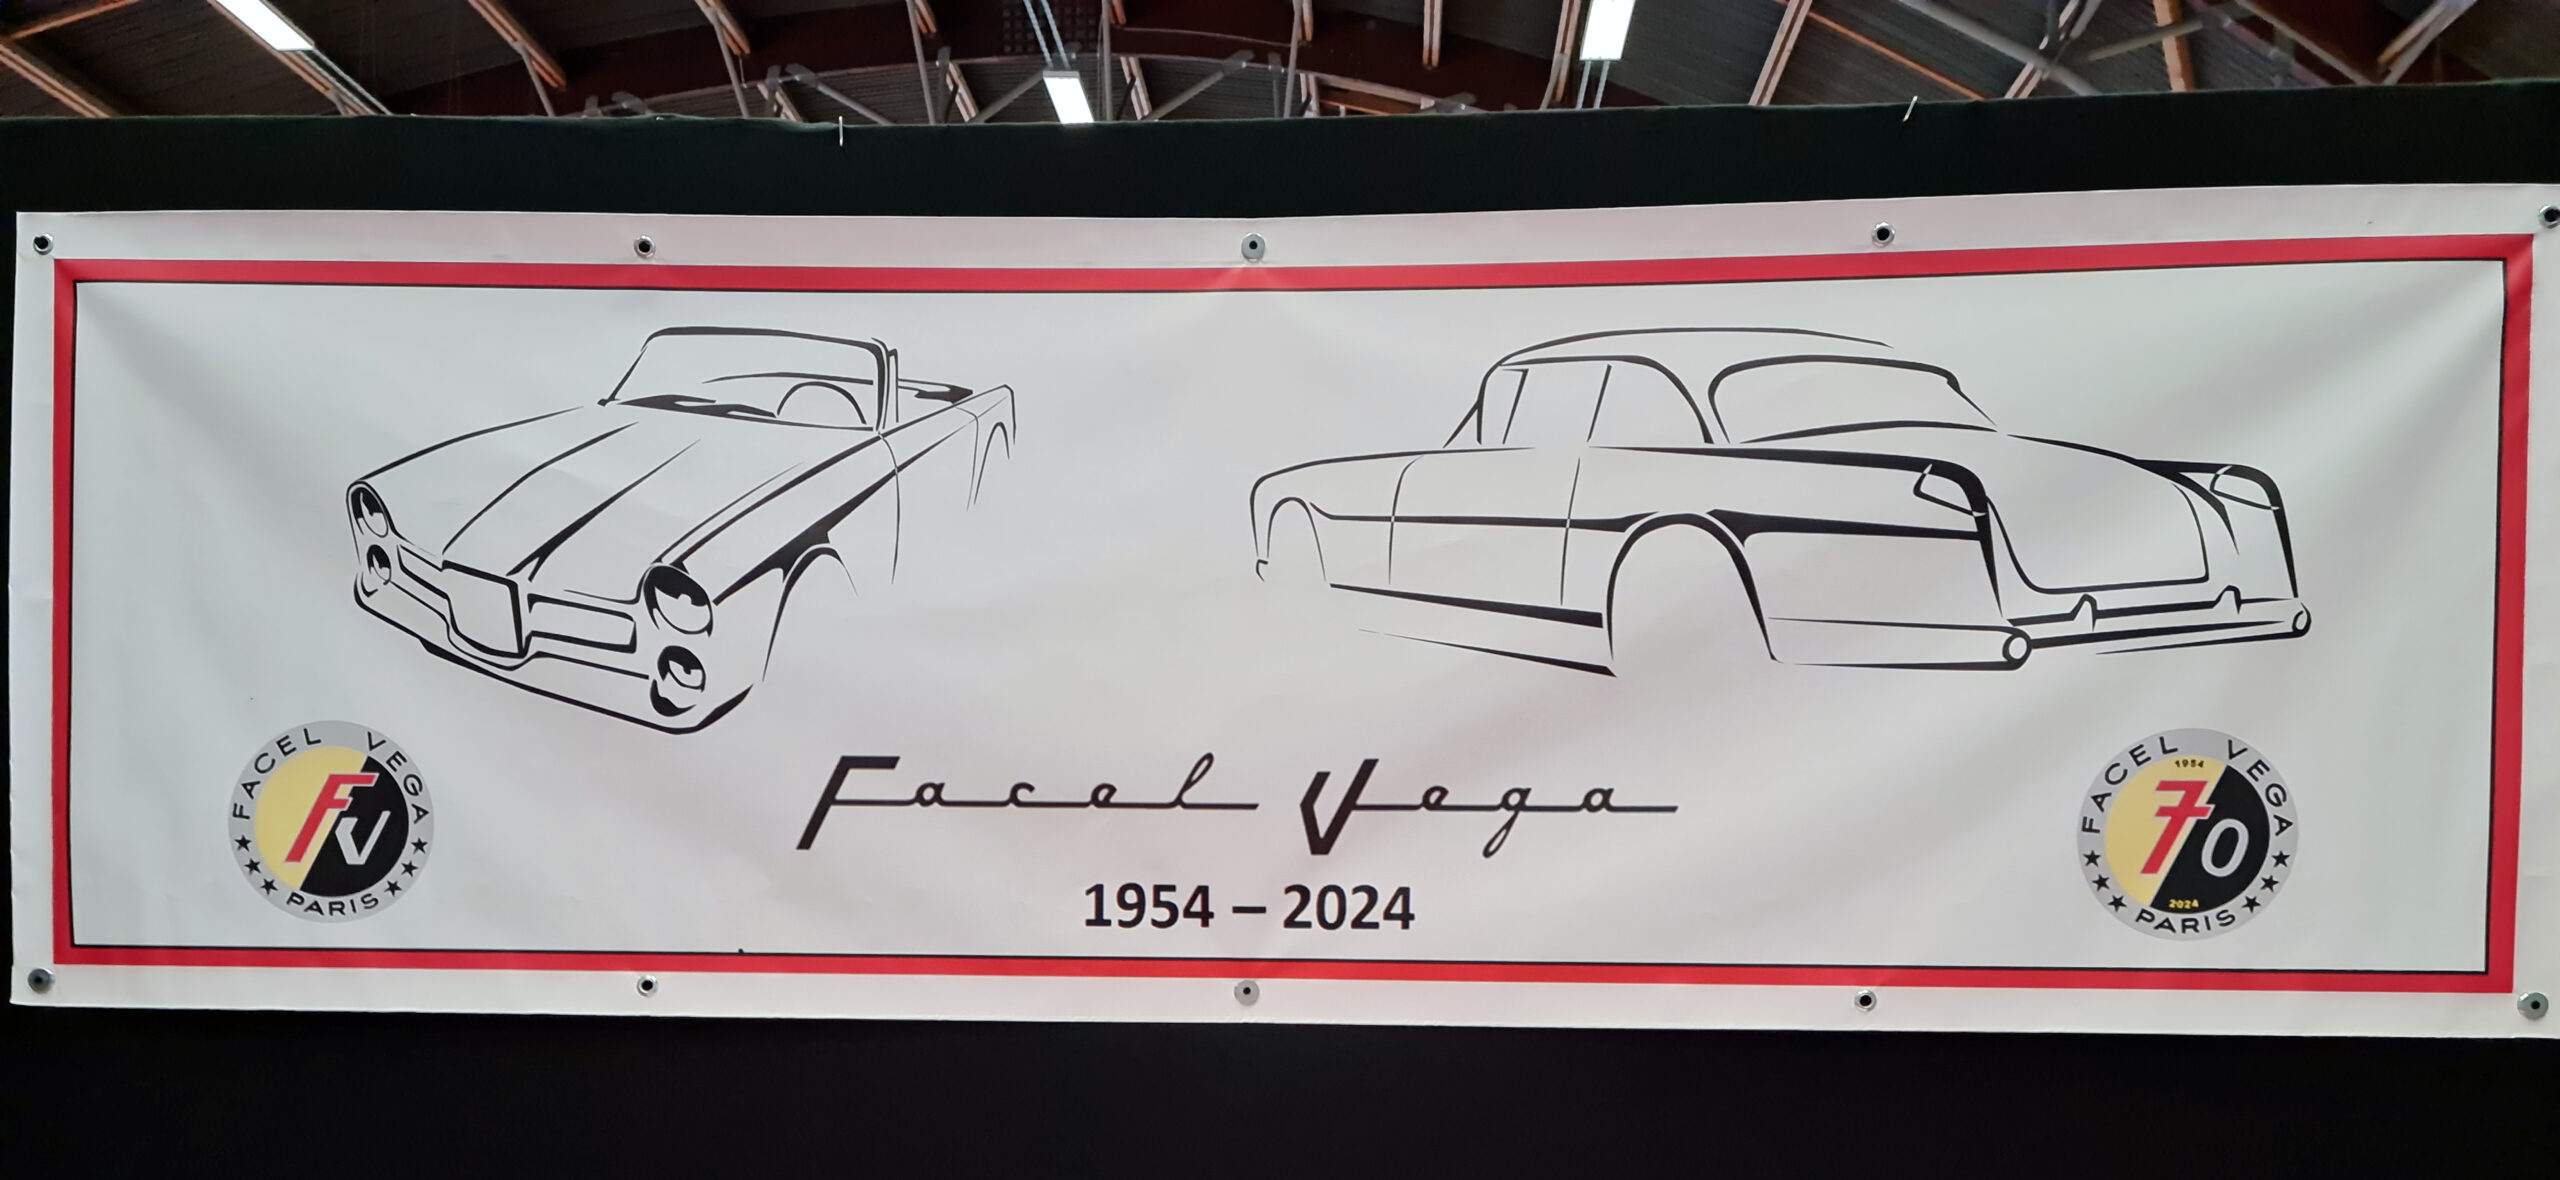 FACEL VEGA
FV
PARIS
Facel Vega
1954 – 2024
FACEL VEGA
1954
70
2024
PARIS